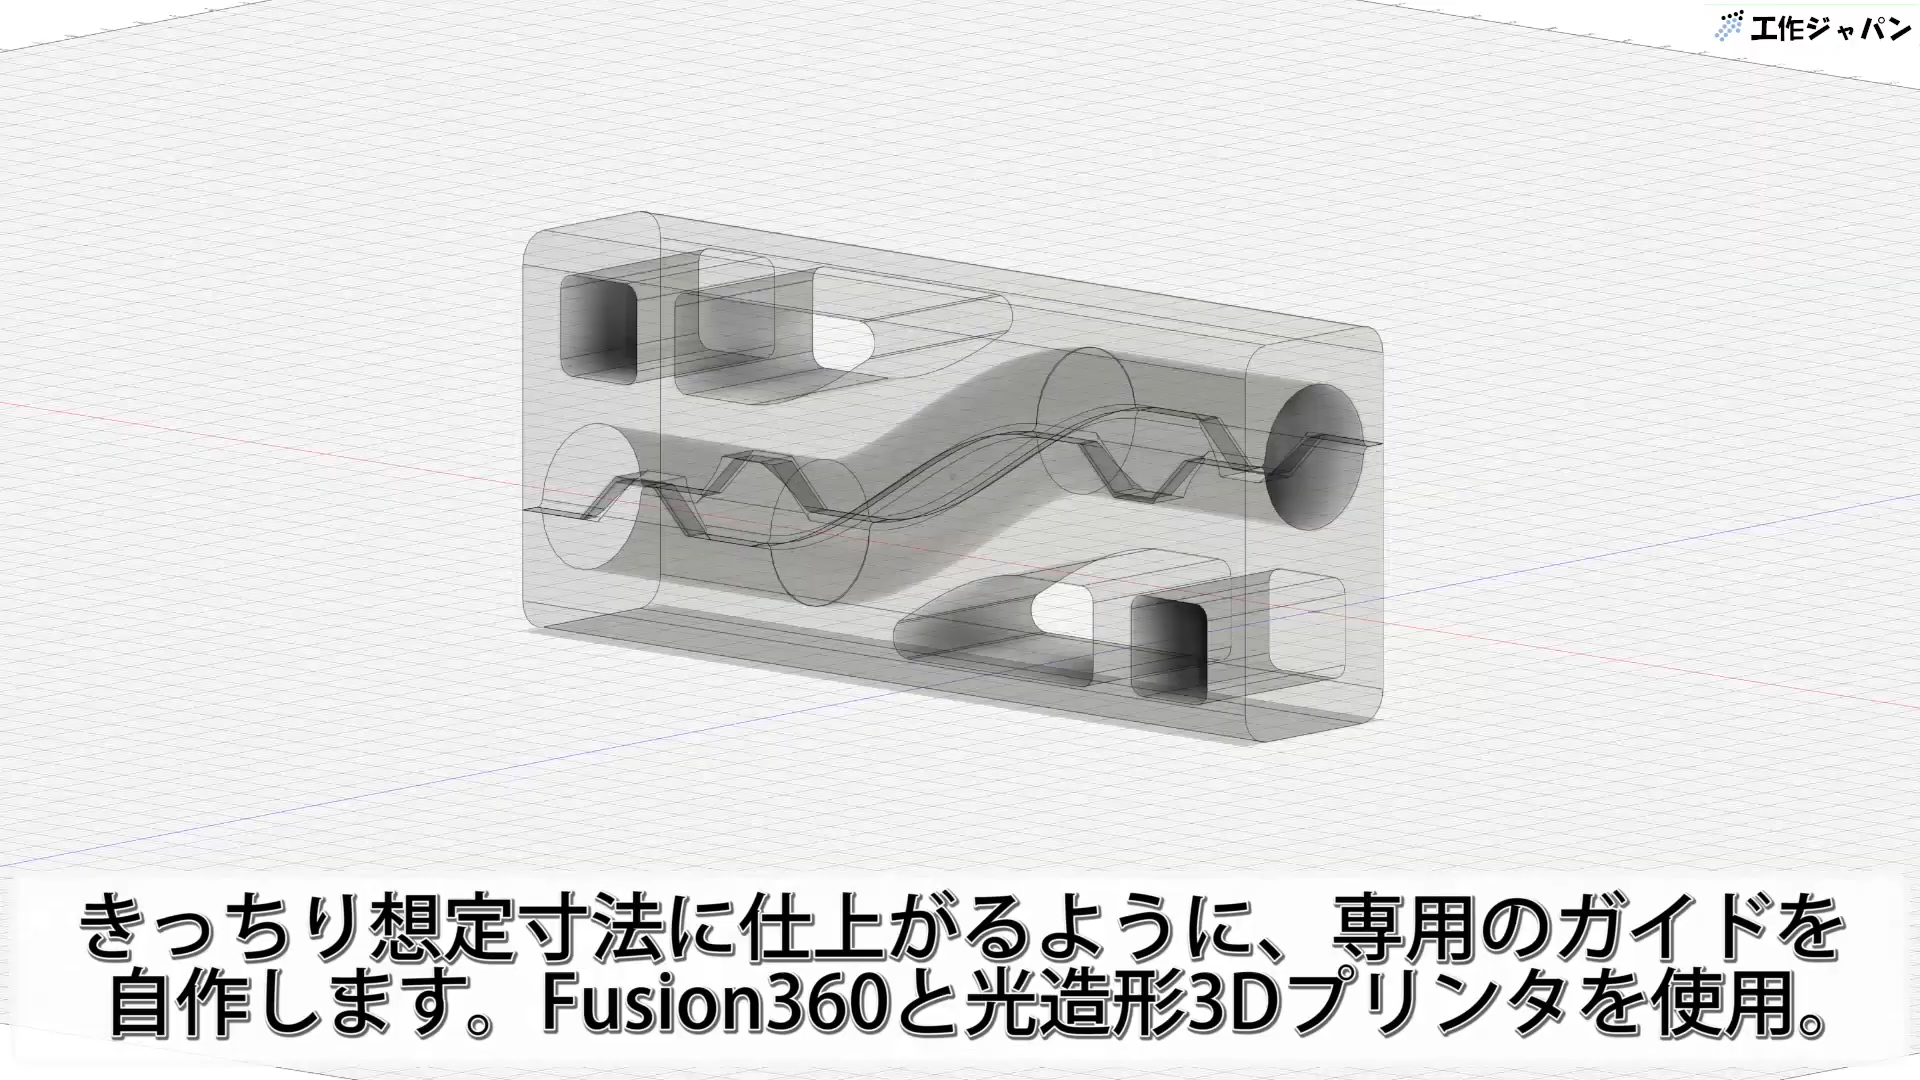 工作ジャパン
きっちり想定寸法に仕上がるように、専用のガイドを
自作します。Fusion360と光造形3Dプリンタを使用。